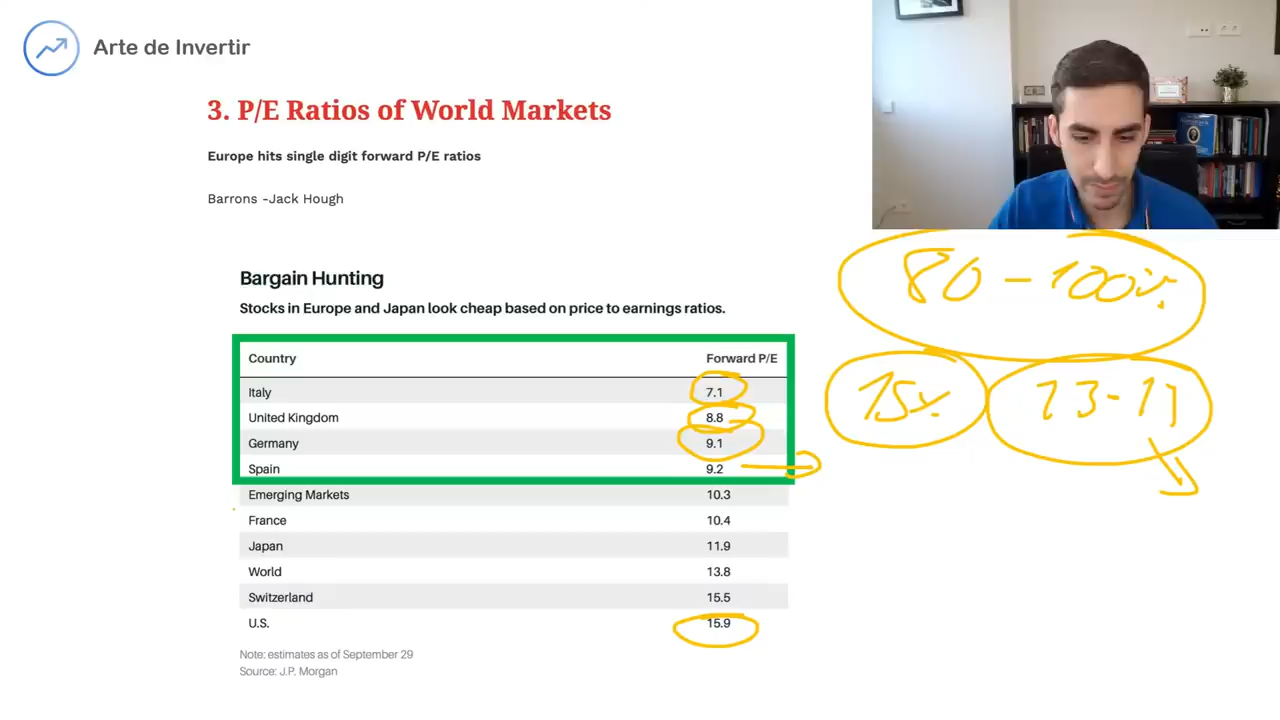 Arte de Invertir
3. P/E Ratios of World Markets
Europe hits single digit forward P/E ratios
Barrons -Jack Hough
Bargain Hunting
Stocks in Europe and Japan look cheap based on price to earnings ratios.
Country Forward P/E
Italy 7.1
United Kingdom 8.8
Germany 9.1
Spain 9.2
Emerging Markets 10.3
France 10.4
Japan 11.9
World 13.8
Switzerland 15.5
U.S. 15.9
Note: estimates as of September 29
Source: J.P. Morgan
80 - 100%
15%